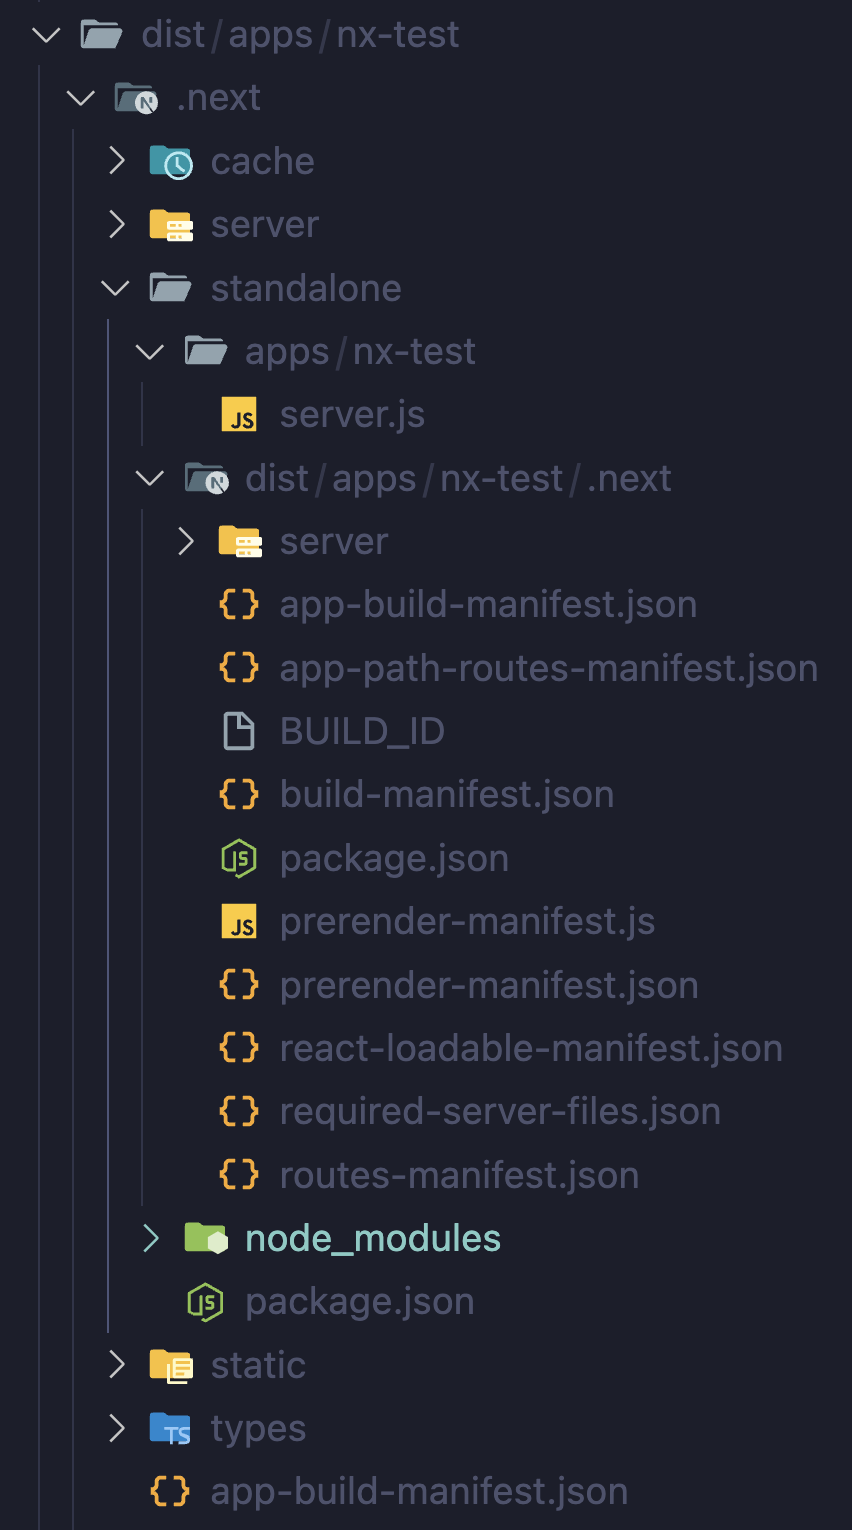 dist/apps/nx-test
.next
cache
server
standalone
apps/nx-test
JS server.js
dist/apps/nx-test/.next
server
{} app-build-manifest.json
{} app-path-routes-manifest.json
BUILD_ID
{} build-manifest.json
JS package.json
JS prerender-manifest.js
{} prerender-manifest.json
{} react-loadable-manifest.json
{} required-server-files.json
{} routes-manifest.json
node_modules
JS package.json
static
TS types
{} app-build-manifest.json